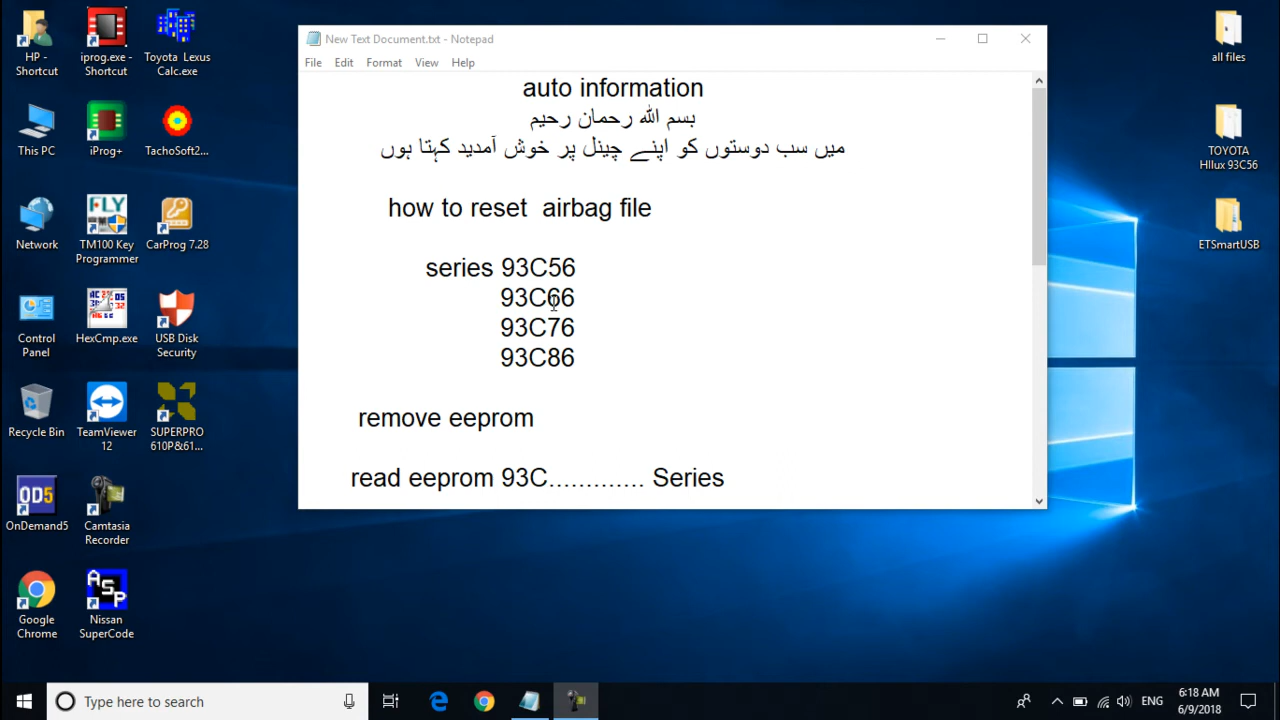 New Text Document.txt - Notepad
File Edit Format View Help
auto information
بسم الله رحمان رحیم
میں سب دوستوں کو اپنے چینل پر خوش آمدید کہتا ہوں
how to reset airbag file
series 93C56
93C66
93C76
93C86
remove eeprom
read eeprom 93C............. Series
HP - Shortcut
iprog.exe - Shortcut
Toyota Lexus Calc.exe
This PC
iProg+
TachoSoft2...
Network
FLY
TM100 Key Programmer
CarProg 7.28
Control Panel
HexCmp.exe
USB Disk Security
Recycle Bin
TeamViewer 12
SUPERPRO 610P&61...
OD5
OnDemand5
Camtasia Recorder
Google Chrome
ASP
Nissan SuperCode
all files
TOYOTA HIlux 93C56
ETSmartUSB
Type here to search
ENG
6:18 AM
6/9/2018